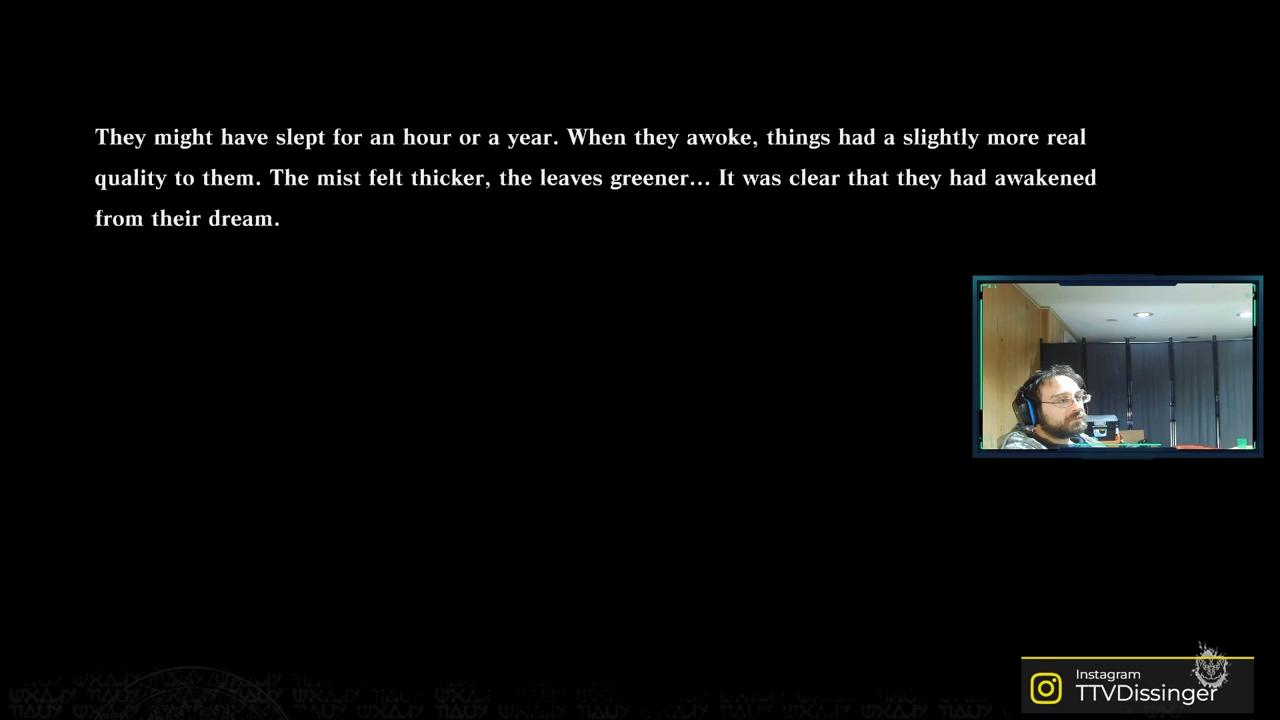 They might have slept for an hour or a year. When they awoke, things had a slightly more real
quality to them. The mist felt thicker, the leaves greener... It was clear that they had awakened
from their dream.
Instagram
TTVDissinger